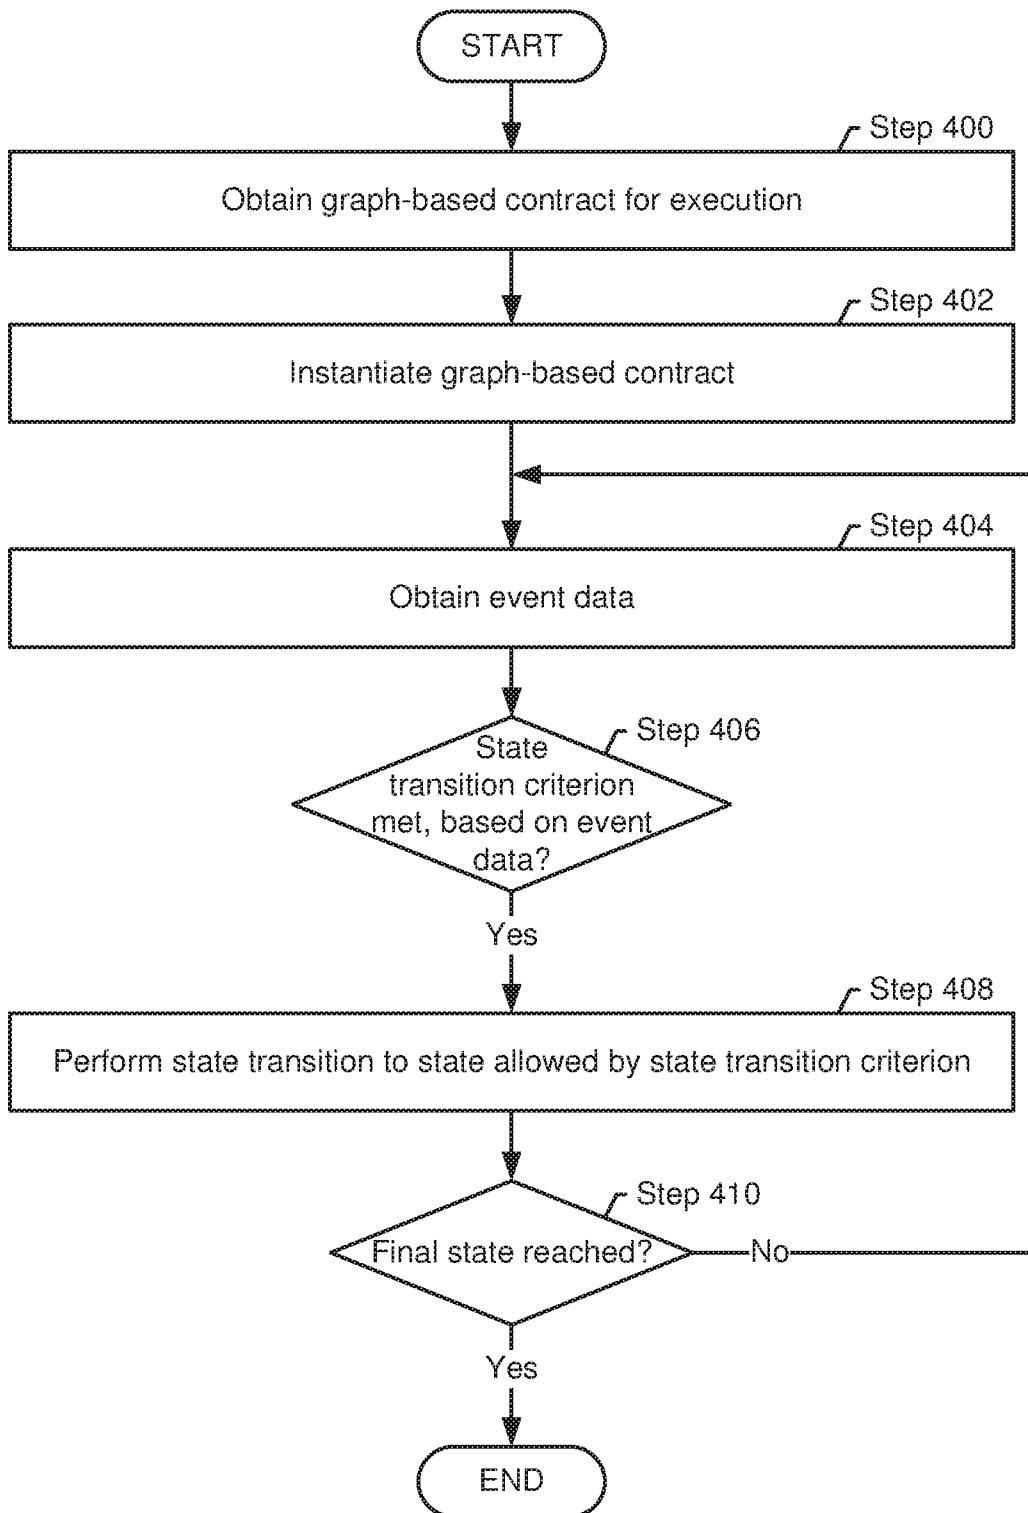 START
Step 400
Obtain graph-based contract for execution
Step 402
Instantiate graph-based contract
Step 404
Obtain event data
Step 406
State
transition criterion
met, based on event
data?
Yes
Step 408
Perform state transition to state allowed by state transition criterion
Step 410
Final state reached?
No
Yes
END